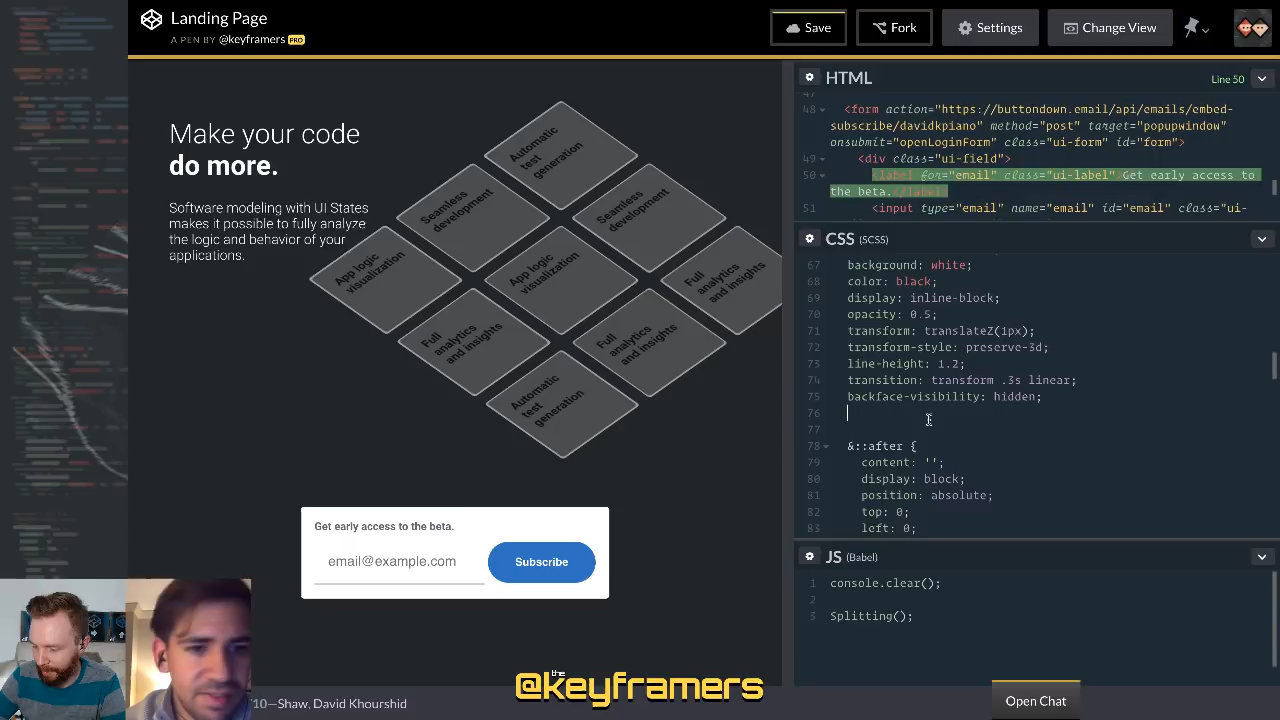 Landing Page
A PEN BY @keyframers PRO
Save
Fork
Settings
Change View
Make your code
do more.
Software modeling with UI States
makes it possible to fully analyze
the logic and behavior of your
applications.
Automatic
test
generation
Seamless
development
Seamless
development
App logic
visualization
App logic
visualization
Full
analytics
and insights
Full
analytics
and insights
Full
analytics
and insights
Automatic
test
generation
Get early access to the beta.
email@example.com
Subscribe
HTML
Line 50
47
48 <form action="https://buttondown.email/api/emails/embed-
subscribe/davidkpiano" method="post" target="popupwindow"
onsubmit="openLoginForm" class="ui-form" id="form">
49 <div class="ui-field">
50 <label for="email" class="ui-label">Get early access to
the beta.</label>
51 <input type="email" name="email" id="email" class="ui-
CSS (SCSS)
67 background: white;
68 color: black;
69 display: inline-block;
70 opacity: 0.5;
71 transform: translateZ(1px);
72 transform-style: preserve-3d;
73 line-height: 1.2;
74 transition: transform .3s linear;
75 backface-visibility: hidden;
76
77
78 &::after {
79 content: '';
80 display: block;
81 position: absolute;
82 top: 0;
83 left: 0;
JS (Babel)
1 console.clear();
2
3 Splitting();
the
@keyframers
10—Shaw, David Khourshid
Open Chat